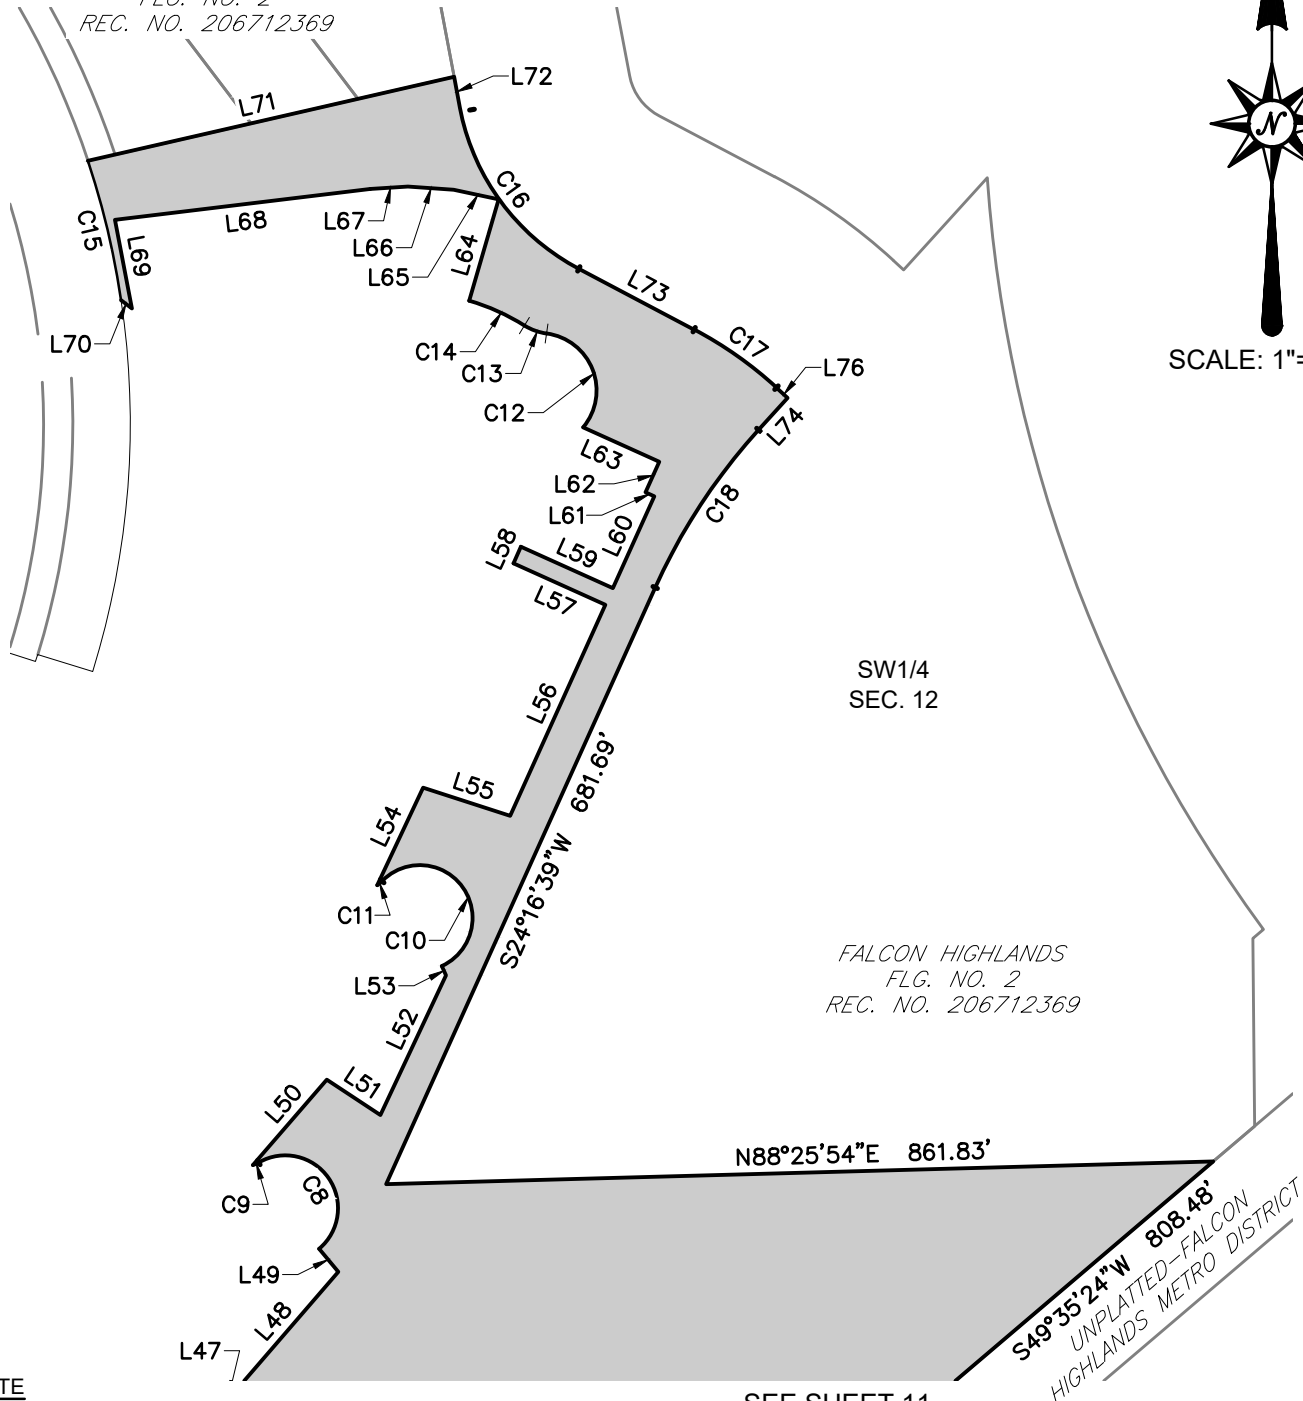 REC. NO. 206712369
L72
L71
N
C16
C15
L69
L68
L67
L66
L65
L64
L73
L70
C14
C13
C17
L76
SCALE: 1"=
C12
L74
L63
L62
L61
L60
C18
L58
L59
L57
SW1/4
SEC. 12
L56
681.69'
S24°16'39"W
L55
L54
C11
C10
FALCON HIGHLANDS
FLG. NO. 2
REC. NO. 206712369
L53
L52
L51
L50
N88°25'54"E 861.83'
C9
C8
S49°35'24"W 808.48'
UNPLATTED-FALCON
HIGHLANDS METRO DISTRICT
L49
L48
L47
TE
SEE SHEET 11